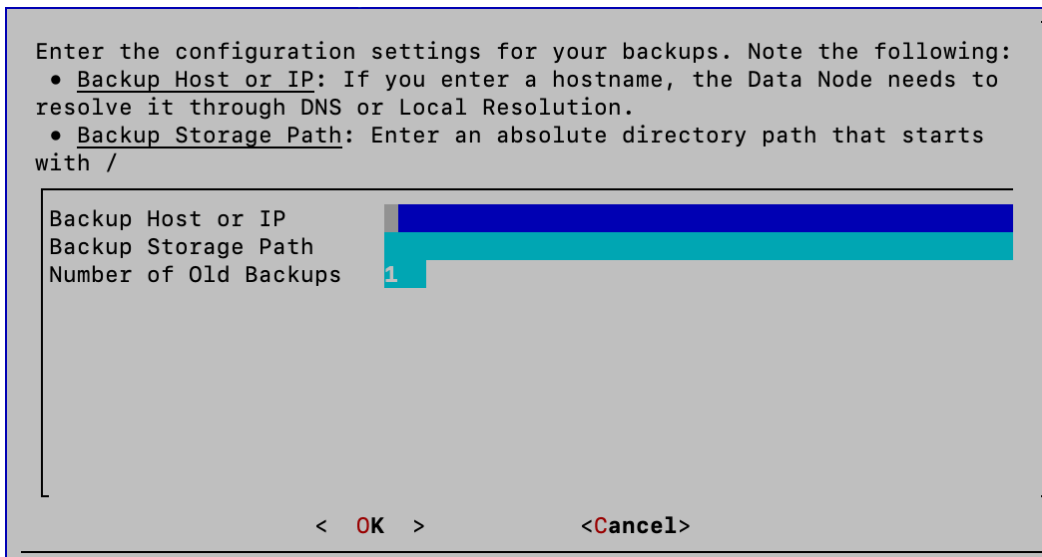 Enter the configuration settings for your backups. Note the following:
• Backup Host or IP: If you enter a hostname, the Data Node needs to
resolve it through DNS or Local Resolution.
• Backup Storage Path: Enter an absolute directory path that starts
with /
Backup Host or IP
Backup Storage Path
Number of Old Backups 1
< OK > <Cancel>